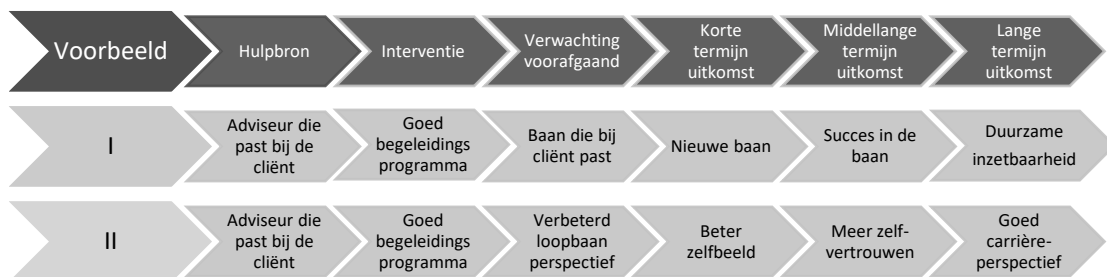 Voorbeeld
Hulpbron
Interventie
Verwachting
voorafgaand
Korte
termijn
uitkomst
Middellange
termijn
uitkomst
Lange
termijn
uitkomst
I
Adviseur die
past bij de
cliënt
Goed
begeleidings
programma
Baan die bij
cliënt past
Nieuwe baan
Succes in de
baan
Duurzame
inzetbaarheid
II
Adviseur die
past bij de
cliënt
Goed
begeleidings
programma
Verbeterd
loopbaan
perspectief
Beter
zelfbeeld
Meer zelf-
vertrouwen
Goed
carrière-
perspectief